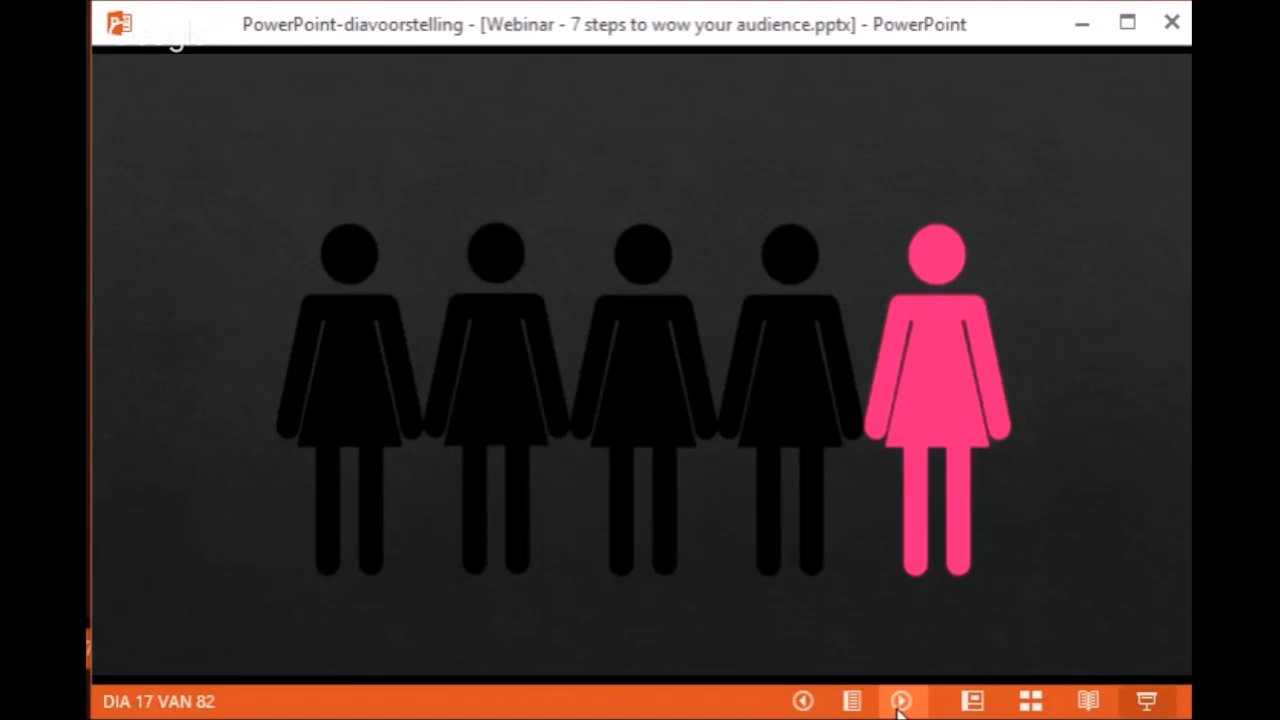 PowerPoint-diavoorstelling - [Webinar - 7 steps to wow your audience.pptx] - PowerPoint
DIA 17 VAN 82